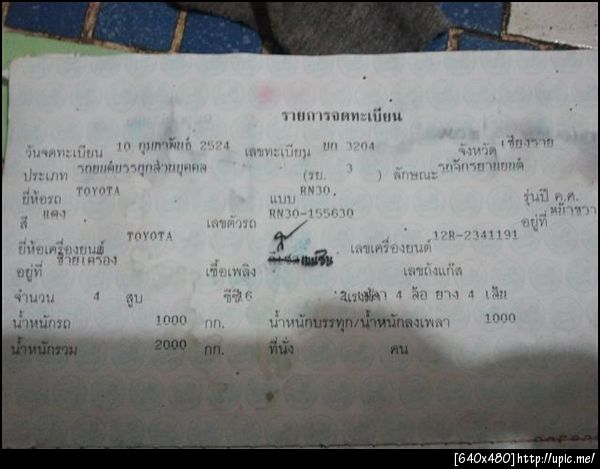 รายการจดทะเบียน
วันจดทะเบียน 10 กุมภาพันธ์ 2524 เลขทะเบียน 3204 จังหวัด เชียงราย
ประเภท รถยนต์บรรทุกส่วนบุคคล (รย. 3 ) ลักษณะ รถจักรยานยนต์
ยี่ห้อรถ TOYOTA แบบ RN30. รุ่นปี ค.ศ.
สี แดง เลขตัวรถ RN30-155630 อยู่ที่ หน้าขวา
ยี่ห้อเครื่องยนต์ TOYOTA เลขเครื่องยนต์ 12R-2341191
อยู่ที่ ซ้ายเครื่อง เชื้อเพลิง เบนซิน เลขถังแก๊ส
จำนวน 4 สูบ ซีซี 16 2 เพลา 4 ล้อ ยาง 4 เส้น
น้ำหนักรถ 1000 กก. น้ำหนักบรรทุก/น้ำหนักลงเพลา 1000
น้ำหนักรวม 2000 กก. ที่นั่ง คน
[640x480]http://upic.me/